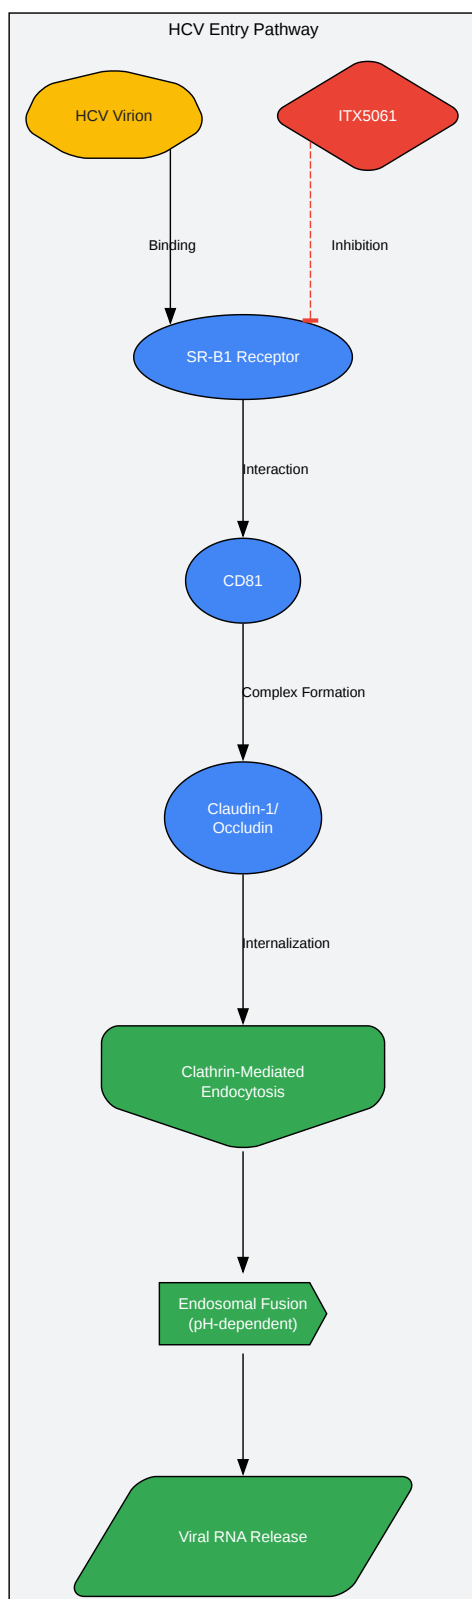 HCV Entry Pathway
HCV Virion
ITX5061
Binding
Inhibition
SR-B1 Receptor
Interaction
CD81
Complex Formation
Claudin-1/
Occludin
Internalization
Clathrin-Mediated
Endocytosis
Endosomal Fusion
(pH-dependent)
Viral RNA Release